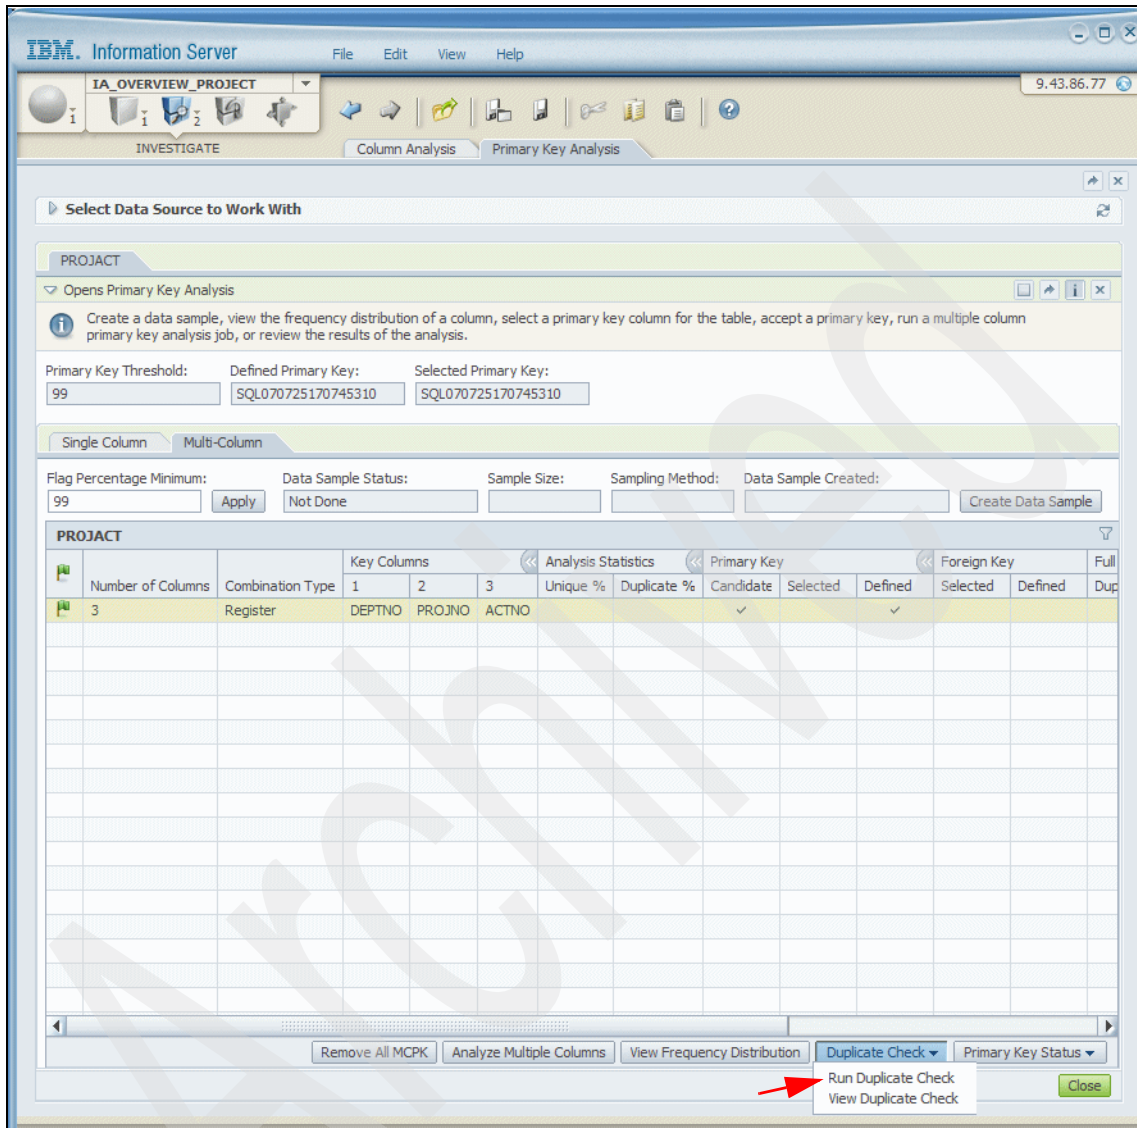 IBM. Information Server
File Edit View Help
IA_OVERVIEW_PROJECT
9.43.86.77
1 1 2
INVESTIGATE
Column Analysis Primary Key Analysis
Select Data Source to Work With
PROJACT
Opens Primary Key Analysis
Create a data sample, view the frequency distribution of a column, select a primary key column for the table, accept a primary key, run a multiple column
primary key analysis job, or review the results of the analysis.
Primary Key Threshold: Defined Primary Key: Selected Primary Key:
99 SQL070725170745310 SQL070725170745310
Single Column Multi-Column
Flag Percentage Minimum: Data Sample Status: Sample Size: Sampling Method: Data Sample Created:
99 Apply Not Done Create Data Sample
PROJACT
Key Columns Analysis Statistics Primary Key Foreign Key Full
Number of Columns Combination Type 1 2 3 Unique % Duplicate % Candidate Selected Defined Selected Defined Dup
3 Register DEPTNO PROJNO ACTNO
Remove All MCPK Analyze Multiple Columns View Frequency Distribution Duplicate Check Primary Key Status
Run Duplicate Check
View Duplicate Check
Close
Archived